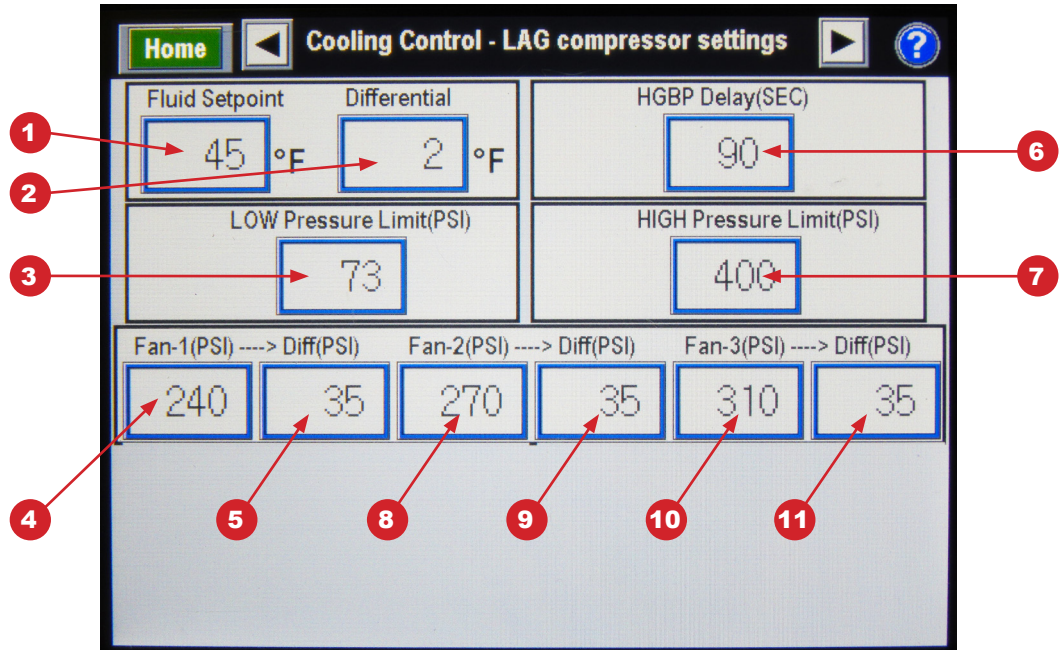 Home Cooling Control - LAG compressor settings ?
Fluid Setpoint Differential HGBP Delay(SEC)
1 45 °F 2 °F 90 6
2
LOW Pressure Limit(PSI) HIGH Pressure Limit(PSI)
3 73 400 7
Fan-1(PSI) ----> Diff(PSI) Fan-2(PSI) ----> Diff(PSI) Fan-3(PSI) ----> Diff(PSI)
240 35 270 35 310 35
4 5 8 9 10 11